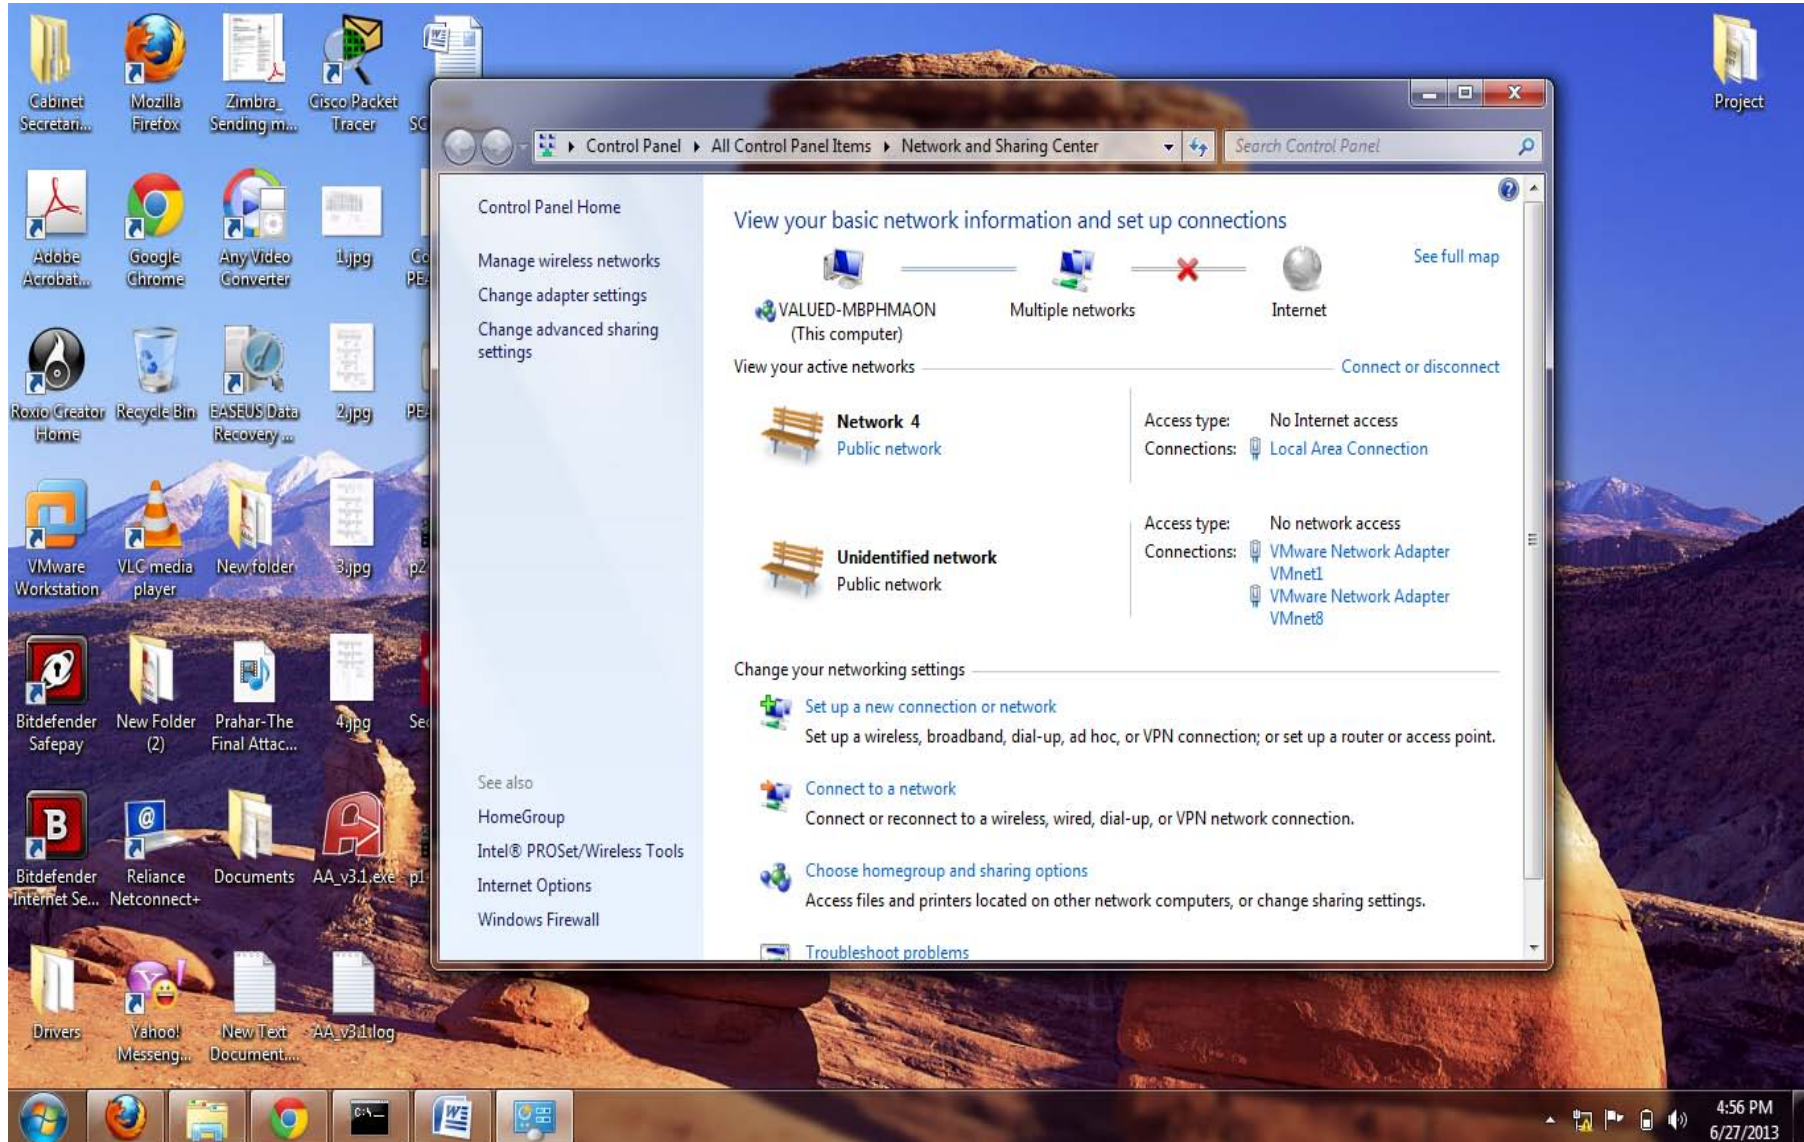 Cabinet
Secretari...
Mozilla
Firefox
Zimbra_
Sending m...
Cisco Packet
Tracer
SC
Project
Adobe
Acrobat...
Google
Chrome
Any Video
Converter
1.jpg
Roxio Creator
Home
Recycle Bin
EASEUS Data
Recovery ...
2.jpg
VMware
Workstation
VLC media
player
New folder
3.jpg
p2
Bitdefender
Safepay
New Folder
(2)
Prahar-The
Final Attac...
4.jpg
Sec
Bitdefender
Internet Se...
Reliance
Netconnect+
Documents
AA_v3.1.exe
p1
Drivers
Yahoo!
Messeng...
New Text
Document....
AA_v3.1.log
Control Panel
All Control Panel Items
Network and Sharing Center
Search Control Panel
Control Panel Home
Manage wireless networks
Change adapter settings
Change advanced sharing
settings
See also
HomeGroup
Intel® PROSet/Wireless Tools
Internet Options
Windows Firewall
View your basic network information and set up connections
See full map
VALUED-MBPHMAON
(This computer)
Multiple networks
Internet
View your active networks
Connect or disconnect
Network 4
Public network
Access type: No Internet access
Connections: Local Area Connection
Unidentified network
Public network
Access type: No network access
Connections: VMware Network Adapter
VMnet1
VMware Network Adapter
VMnet8
Change your networking settings
Set up a new connection or network
Set up a wireless, broadband, dial-up, ad hoc, or VPN connection; or set up a router or access point.
Connect to a network
Connect or reconnect to a wireless, wired, dial-up, or VPN network connection.
Choose homegroup and sharing options
Access files and printers located on other network computers, or change sharing settings.
Troubleshoot problems
4:56 PM
6/27/2013